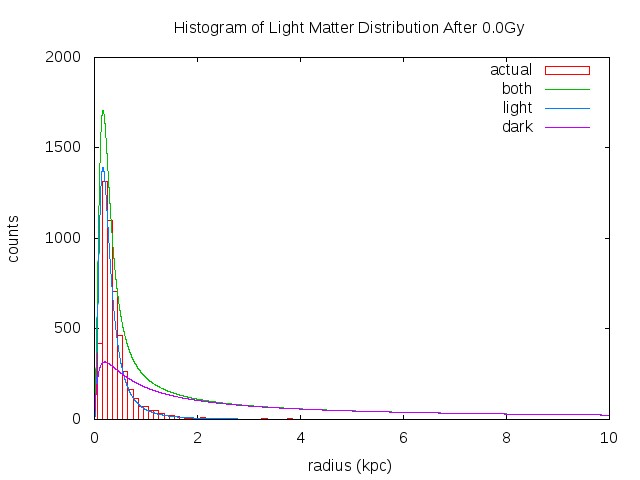 Histogram of Light Matter Distribution After 0.0Gy
2000
1500
1000
500
0
counts
actual
both
light
dark
0 2 4 6 8 10
radius (kpc)